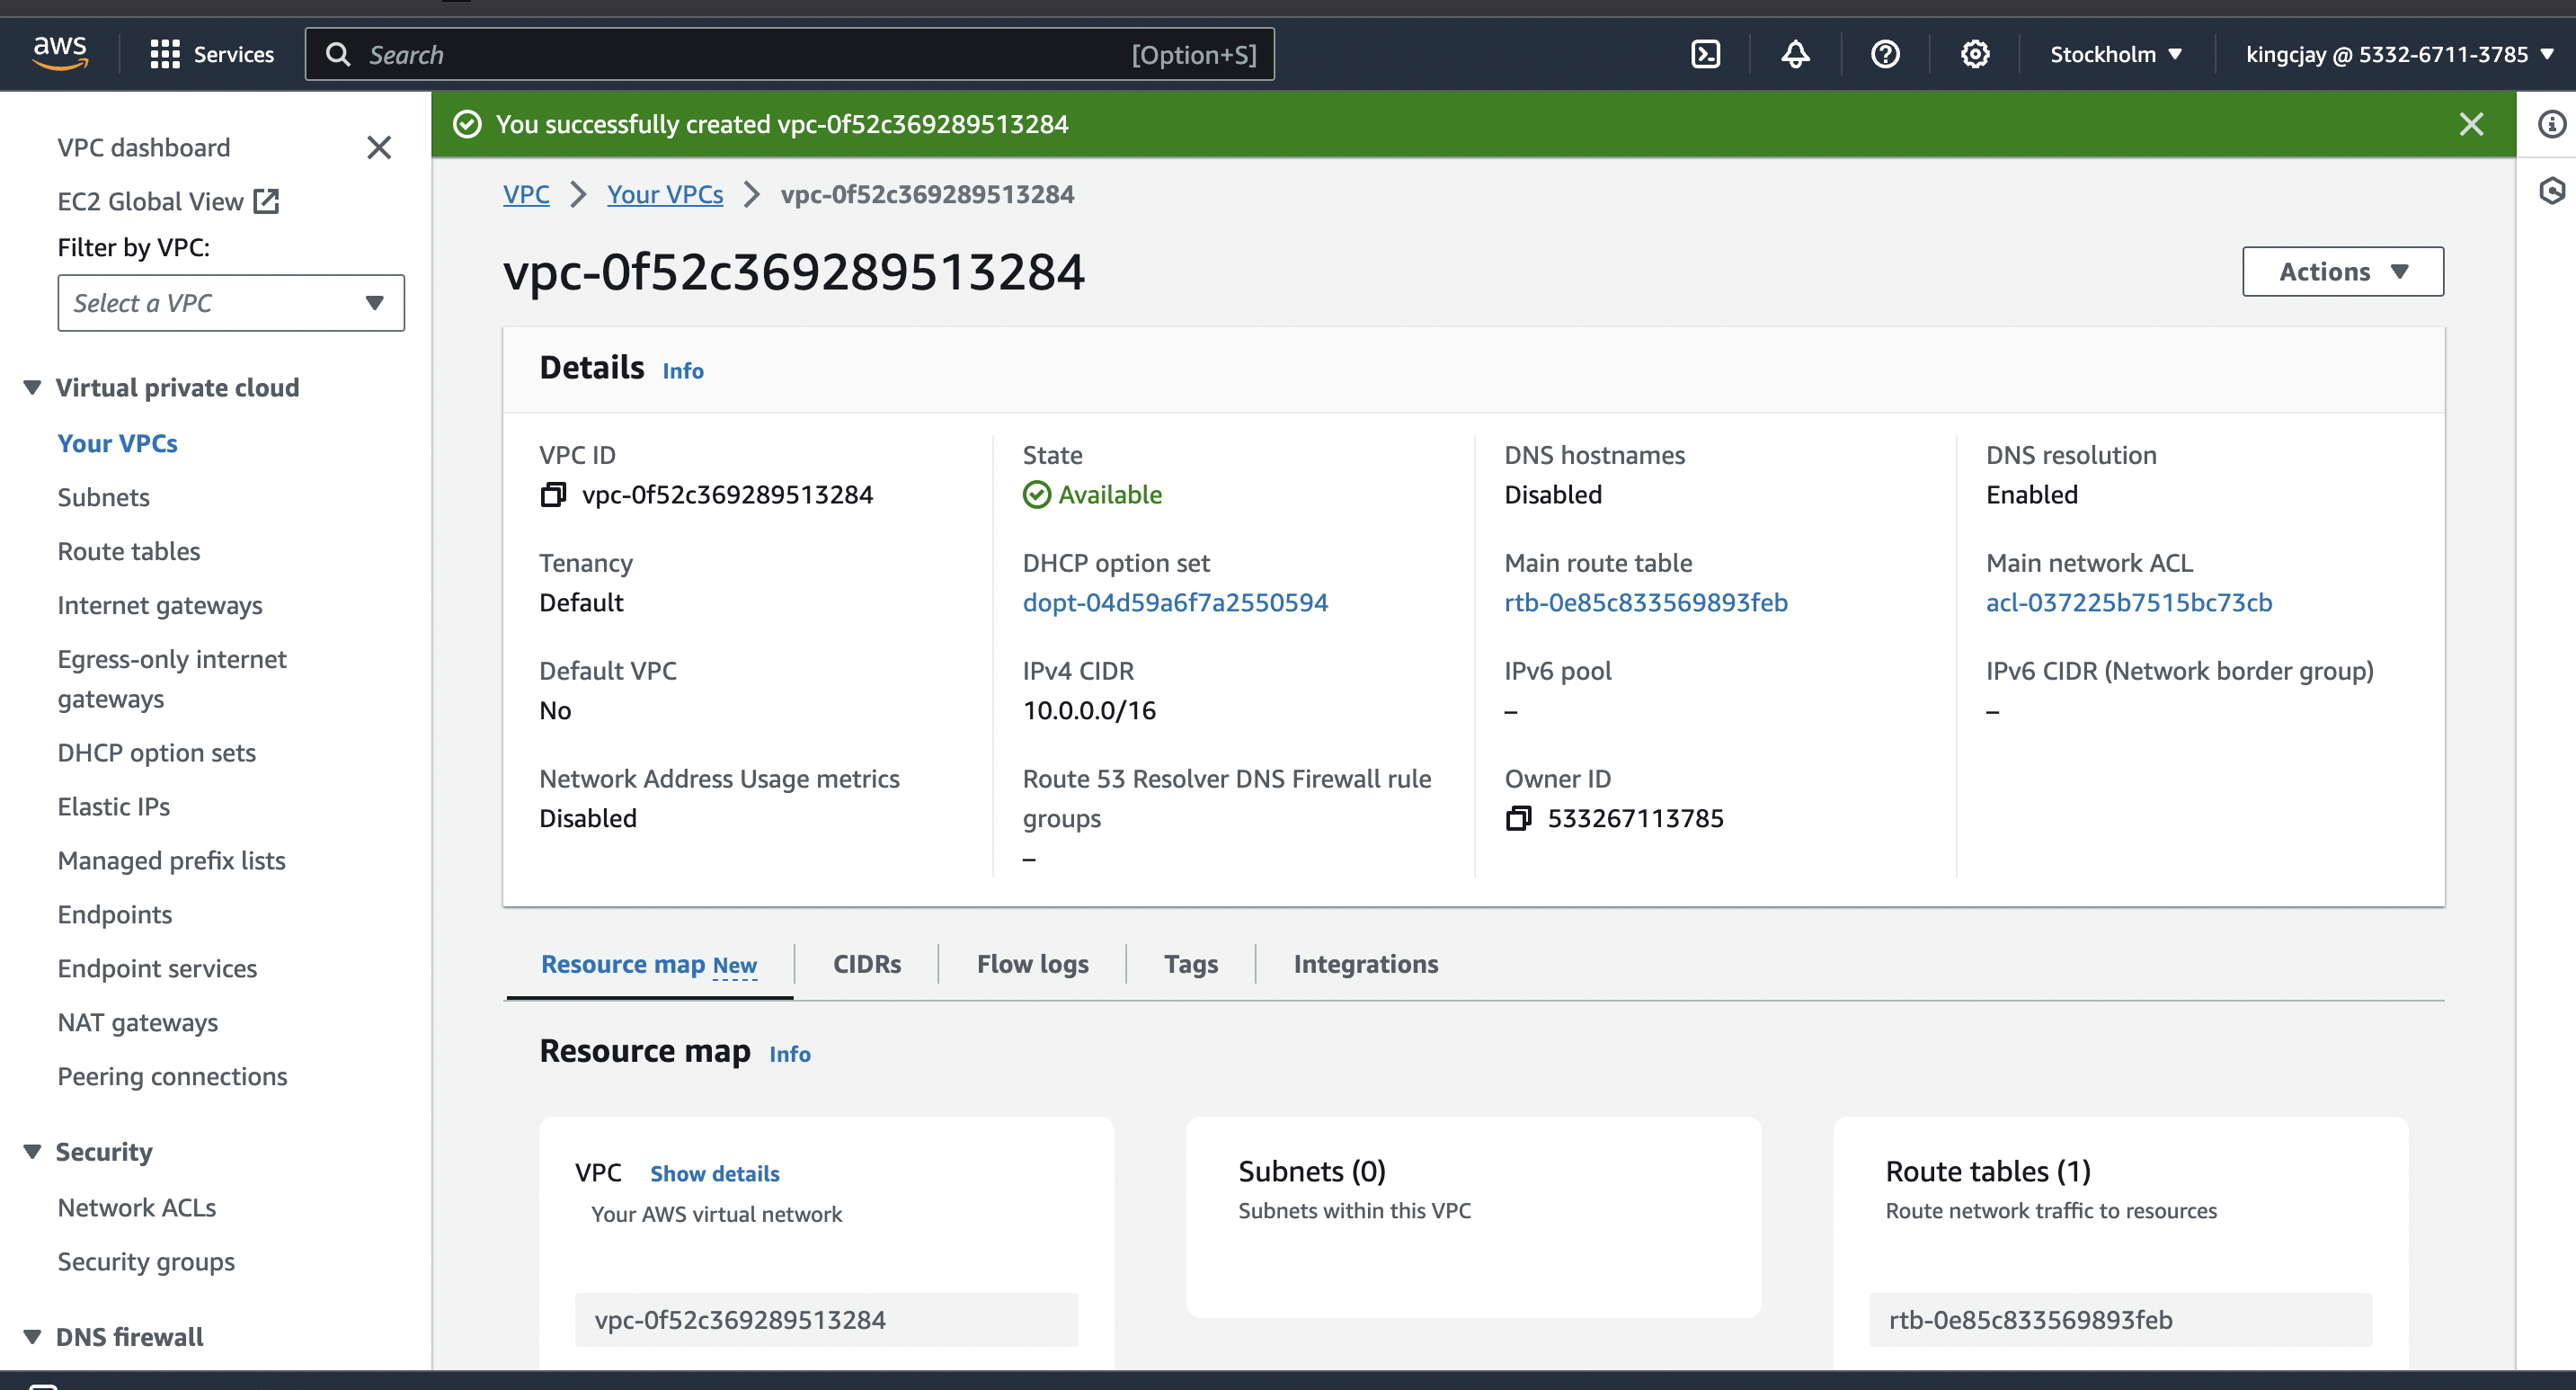 aws
Services
Search
[Option+S]
Stockholm
kingcjay @ 5332-6711-3785
VPC dashboard
EC2 Global View
Filter by VPC:
Select a VPC
Virtual private cloud
Your VPCs
Subnets
Route tables
Internet gateways
Egress-only internet
gateways
DHCP option sets
Elastic IPs
Managed prefix lists
Endpoints
Endpoint services
NAT gateways
Peering connections
Security
Network ACLs
Security groups
DNS firewall
You successfully created vpc-0f52c369289513284
VPC
Your VPCs
vpc-0f52c369289513284
vpc-0f52c369289513284
Actions
Details Info
VPC ID
vpc-0f52c369289513284
State
Available
DNS hostnames
Disabled
DNS resolution
Enabled
Tenancy
Default
DHCP option set
dopt-04d59a6f7a2550594
Main route table
rtb-0e85c833569893feb
Main network ACL
acl-037225b7515bc73cb
Default VPC
No
IPv4 CIDR
10.0.0.0/16
IPv6 pool
–
IPv6 CIDR (Network border group)
–
Network Address Usage metrics
Disabled
Route 53 Resolver DNS Firewall rule
groups
–
Owner ID
533267113785
Resource map New
CIDRs
Flow logs
Tags
Integrations
Resource map Info
VPC Show details
Your AWS virtual network
vpc-0f52c369289513284
Subnets (0)
Subnets within this VPC
Route tables (1)
Route network traffic to resources
rtb-0e85c833569893feb